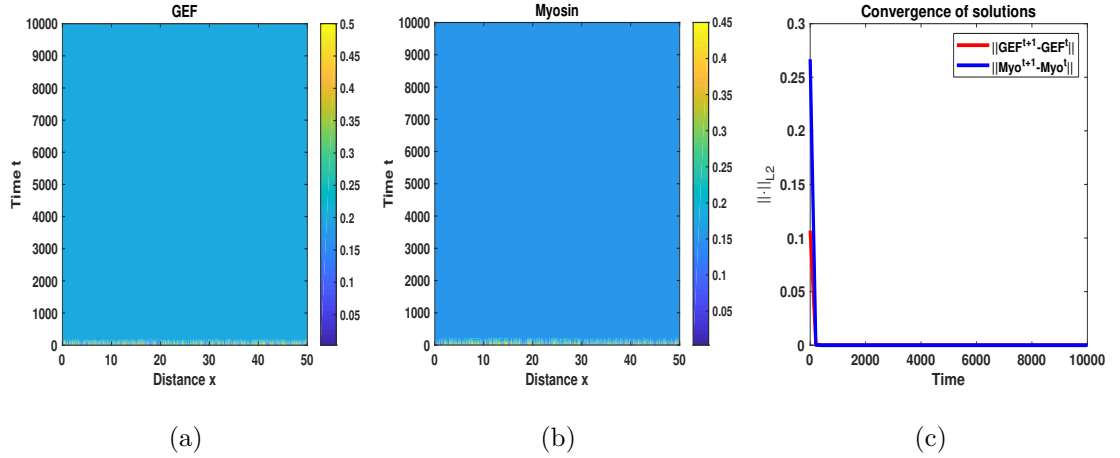 GEF
10000
9000
8000
7000
6000
5000
4000
3000
2000
1000
0
Time t
0 10 20 30 40 50
Distance x
0.5
0.45
0.4
0.35
0.3
0.25
0.2
0.15
0.1
0.05
(a)
Myosin
10000
9000
8000
7000
6000
5000
4000
3000
2000
1000
0
Time t
0 10 20 30 40 50
Distance x
0.45
0.4
0.35
0.3
0.25
0.2
0.15
0.1
0.05
(b)
Convergence of solutions
||GEF^{t+1}-GEF^t||
||Myo^{t+1}-Myo^t||
0.3
0.25
0.2
0.15
0.1
0.05
0
||·||_{L2}
0 2000 4000 6000 8000 10000
Time
(c)